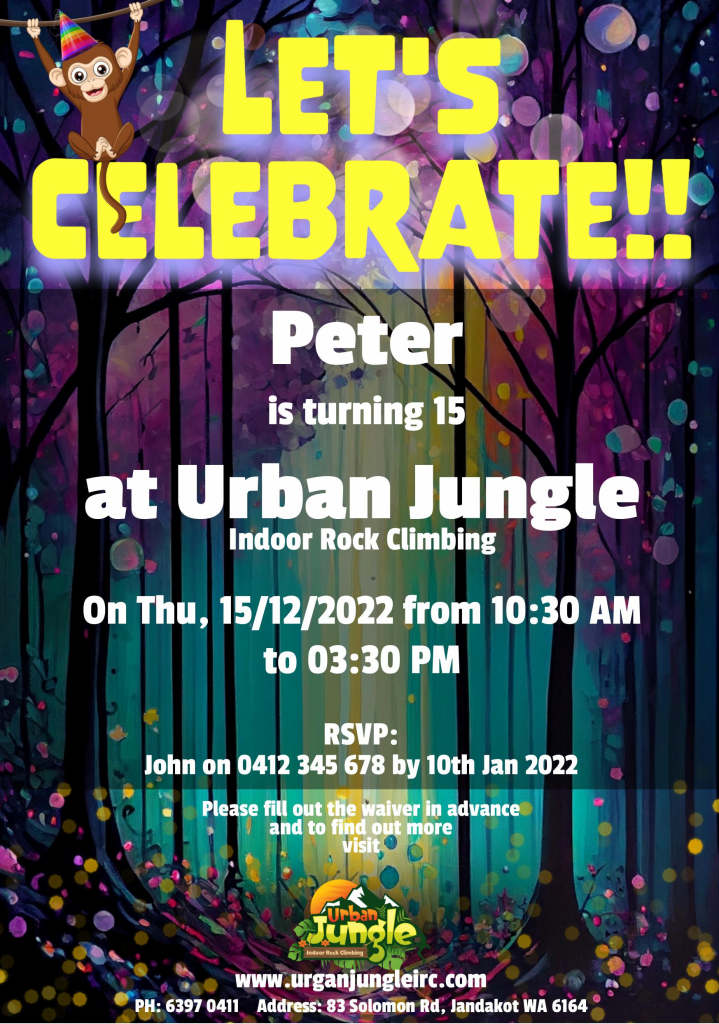 LET'S
CELEBRATE!!
Peter
is turning 15
at Urban Jungle
Indoor Rock Climbing
On Thu, 15/12/2022 from 10:30 AM
to 03:30 PM
RSVP:
John on 0412 345 678 by 10th Jan 2022
Please fill out the waiver in advance
and to find out more
visit
Urban
Jungle
Indoor Rock Climbing
www.urganjungleirc.com
PH: 6397 0411 Address: 83 Solomon Rd, Jandakot WA 6164